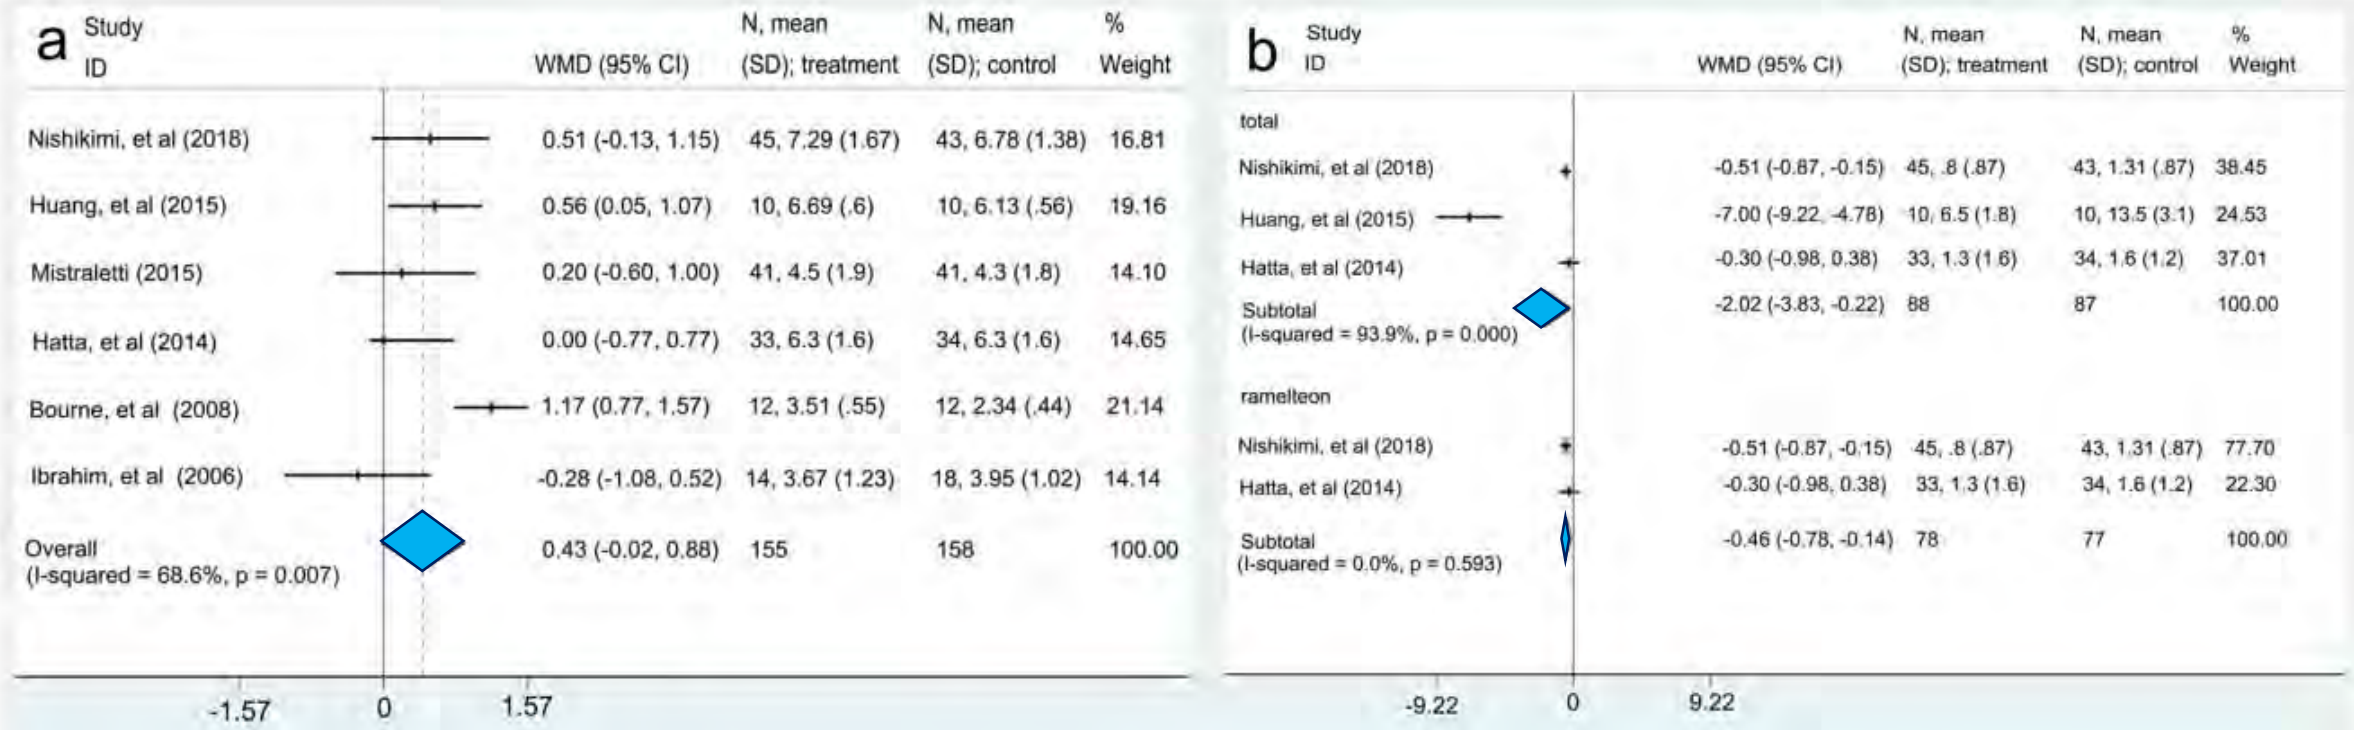 a Study ID WMD (95% CI) N, mean (SD); treatment N, mean (SD); control % Weight
Nishikimi, et al (2018) 0.51 (-0.13, 1.15) 45, 7.29 (1.67) 43, 6.78 (1.38) 16.81
Huang, et al (2015) 0.56 (0.05, 1.07) 10, 6.69 (.6) 10, 6.13 (.56) 19.16
Mistraletti (2015) 0.20 (-0.60, 1.00) 41, 4.5 (1.9) 41, 4.3 (1.8) 14.10
Hatta, et al (2014) 0.00 (-0.77, 0.77) 33, 6.3 (1.6) 34, 6.3 (1.6) 14.65
Bourne, et al (2008) 1.17 (0.77, 1.57) 12, 3.51 (.55) 12, 2.34 (.44) 21.14
Ibrahim, et al (2006) -0.28 (-1.08, 0.52) 14, 3.67 (1.23) 18, 3.95 (1.02) 14.14
Overall 0.43 (-0.02, 0.88) 155 158 100.00
(I-squared = 68.6%, p = 0.007)
-1.57 0 1.57
b Study ID WMD (95% CI) N, mean (SD); treatment N, mean (SD); control % Weight
total
Nishikimi, et al (2018) -0.51 (-0.87, -0.15) 45, .8 (.87) 43, 1.31 (.87) 38.45
Huang, et al (2015) -7.00 (-9.22, -4.78) 10, 6.5 (1.8) 10, 13.5 (3.1) 24.53
Hatta, et al (2014) -0.30 (-0.98, 0.38) 33, 1.3 (1.6) 34, 1.6 (1.2) 37.01
Subtotal -2.02 (-3.83, -0.22) 88 87 100.00
(I-squared = 93.9%, p = 0.000)
ramelteon
Nishikimi, et al (2018) -0.51 (-0.87, -0.15) 45, .8 (.87) 43, 1.31 (.87) 77.70
Hatta, et al (2014) -0.30 (-0.98, 0.38) 33, 1.3 (1.6) 34, 1.6 (1.2) 22.30
Subtotal -0.46 (-0.78, -0.14) 78 77 100.00
(I-squared = 0.0%, p = 0.593)
-9.22 0 9.22